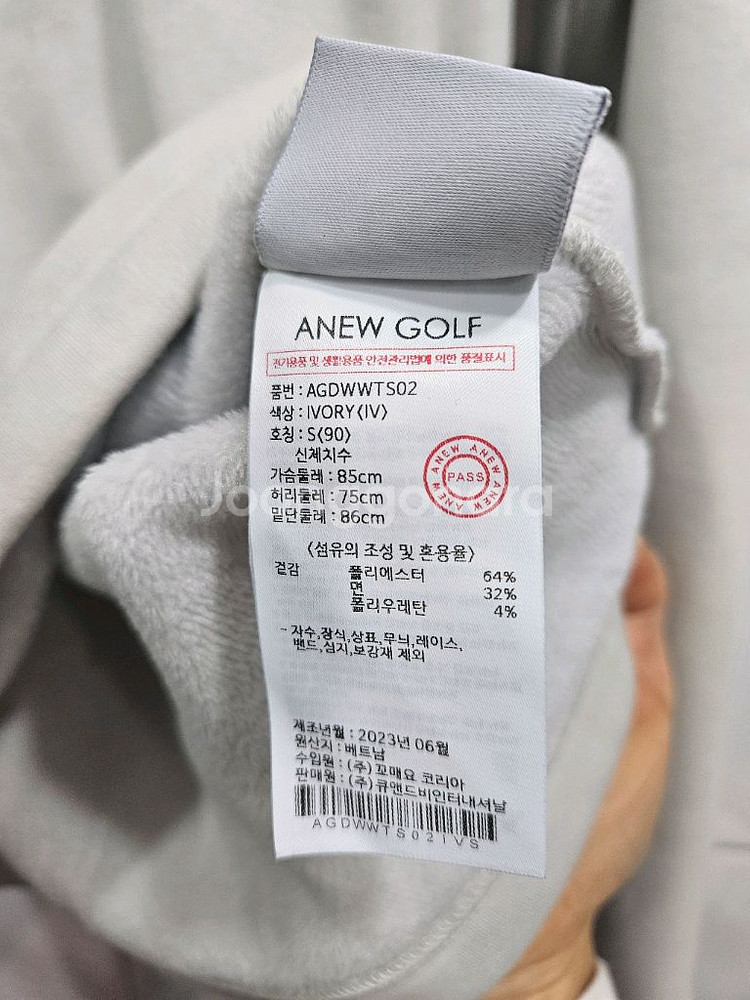 ANEW GOLF
전기용품 및 생활용품 안전관리법에 의한 품질표시
품번 : AGDWWTS02
색상 : IVORY<IV>
호칭 : S<90>
신체치수
가슴둘레 : 85cm
허리둘레 : 75cm
밑단둘레 : 86cm
ANEW ANEW ANEW
PASS
<섬유의 조성 및 혼용율>
겉감 폴리에스터 64%
면 32%
폴리우레탄 4%
- 자수,장식,상표,무늬,레이스,
밴드,심지,보강재 제외
제조년월 : 2023년 06월
원산지 : 베트남
수입원 : (주)꼬매요 코리아
판매원 : (주)큐앤드비인터내셔날
AGDWWTS02IVS